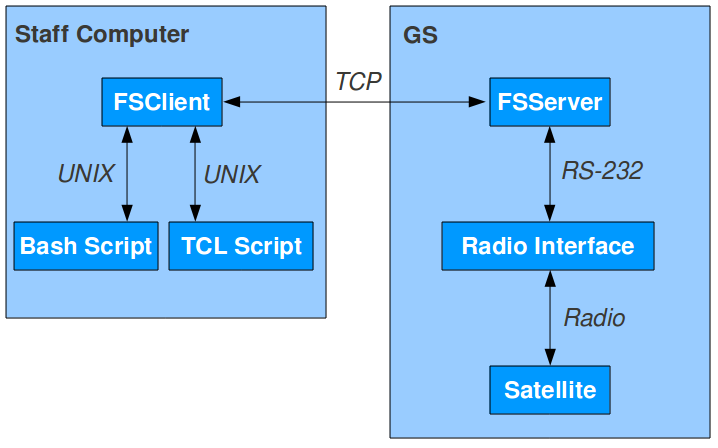 Staff Computer
GS
TCP
FSClient
FSServer
UNIX
UNIX
RS-232
Bash Script
TCL Script
Radio Interface
Radio
Satellite